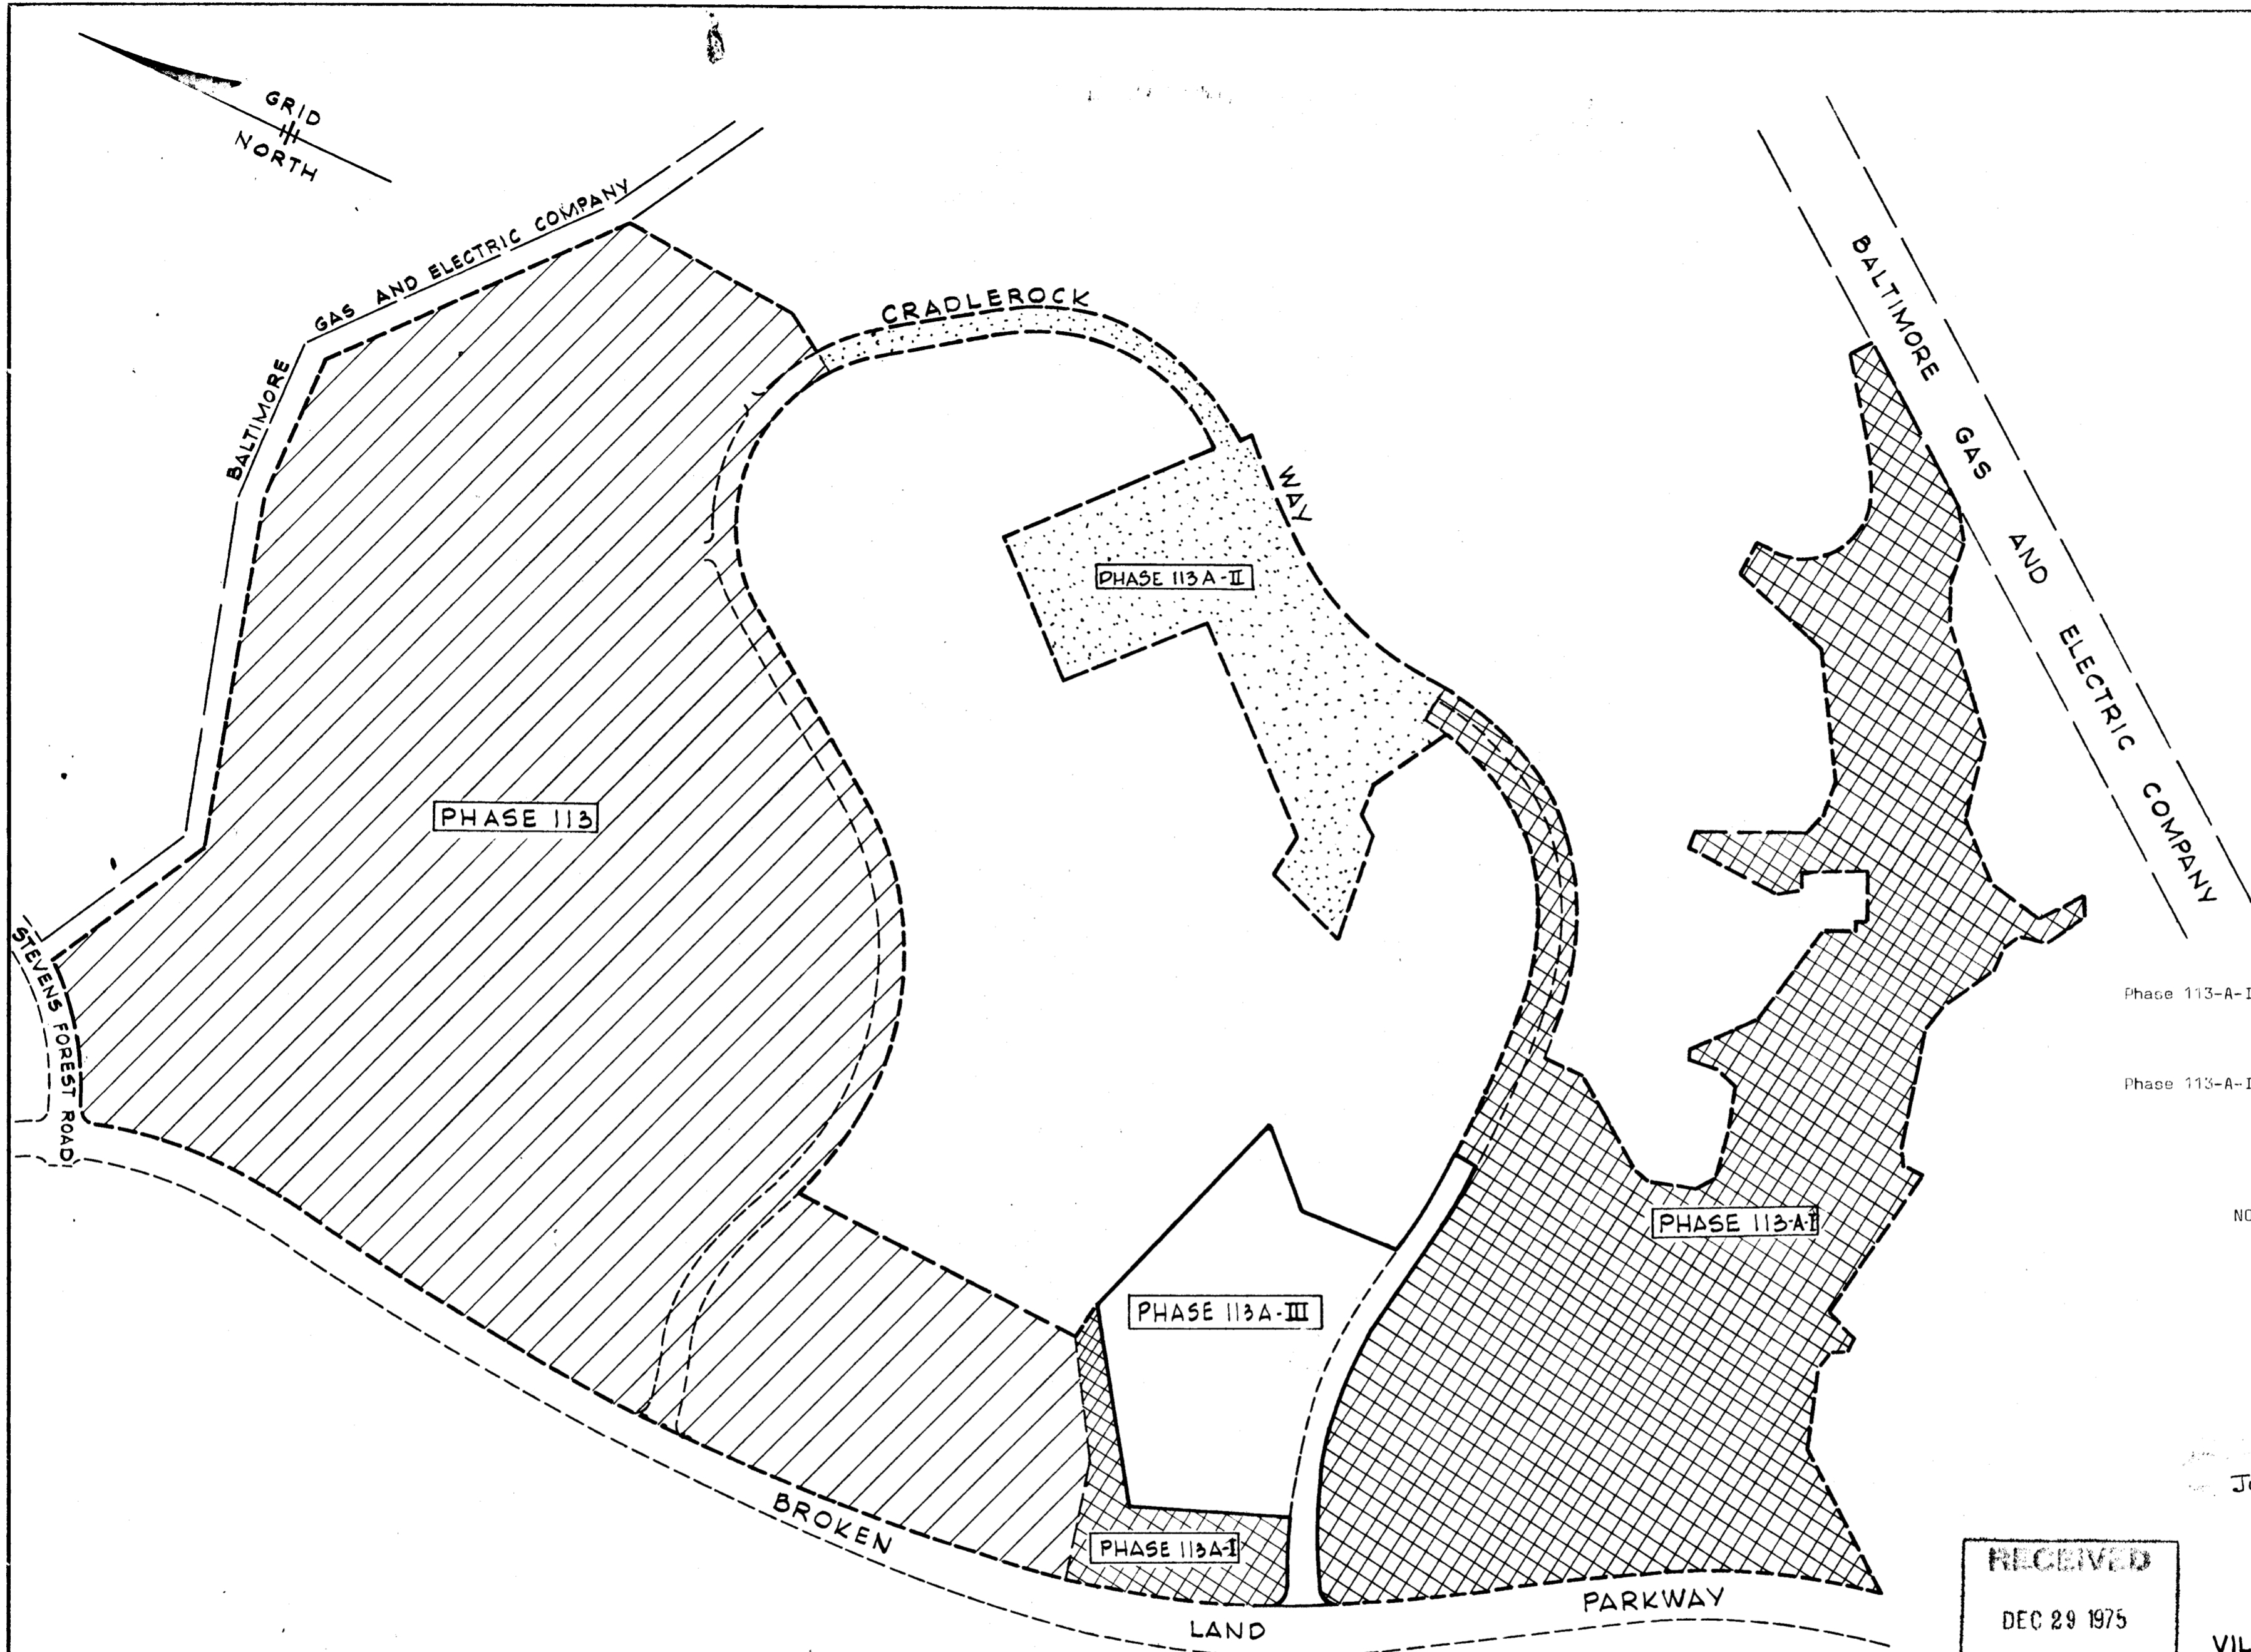 GRID
NORTH
BALTIMORE GAS AND ELECTRIC COMPANY
CRADLEROCK WAY
BALTIMORE GAS AND ELECTRIC COMPANY
PHASE 113A-II
PHASE 113
STEVENS FOREST ROAD
Phase 113-A-I
Phase 113-A-I
PHASE 113-A-I
NO
PHASE 113A-III
PHASE 113A-I
BROKEN LAND PARKWAY
RECEIVED
DEC 29 1975